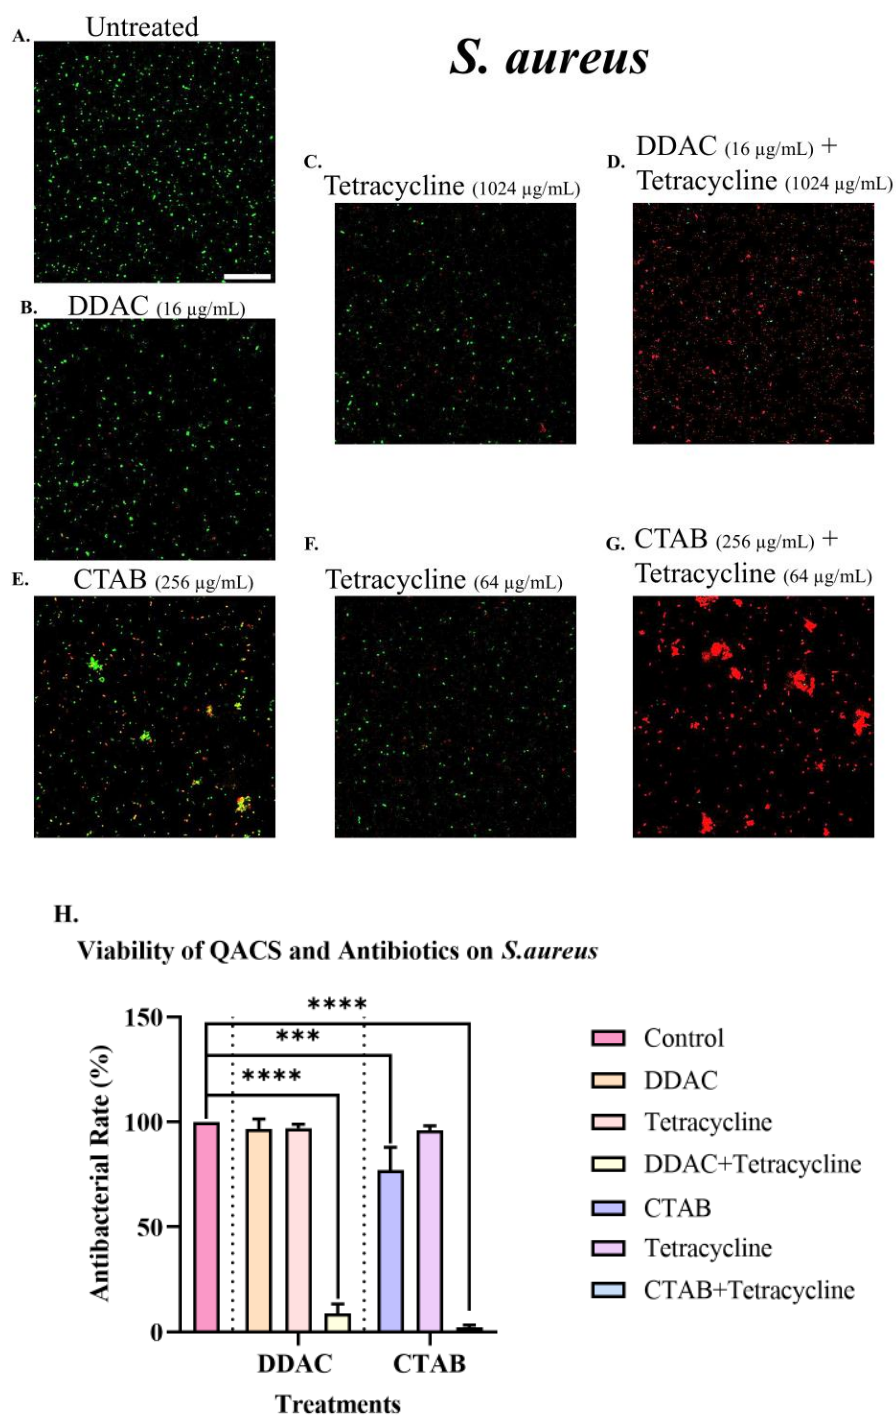 A. Untreated
S. aureus
B. DDAC (16 µg/mL)
C. Tetracycline (1024 µg/mL)
D. DDAC (16 µg/mL) +
Tetracycline (1024 µg/mL)
E. CTAB (256 µg/mL)
F. Tetracycline (64 µg/mL)
G. CTAB (256 µg/mL) +
Tetracycline (64 µg/mL)
H.
Viability of QACS and Antibiotics on S.aureus
****
***
****
150
100
50
0
Antibacterial Rate (%)
DDAC
CTAB
Treatments
Control
DDAC
Tetracycline
DDAC+Tetracycline
CTAB
Tetracycline
CTAB+Tetracycline